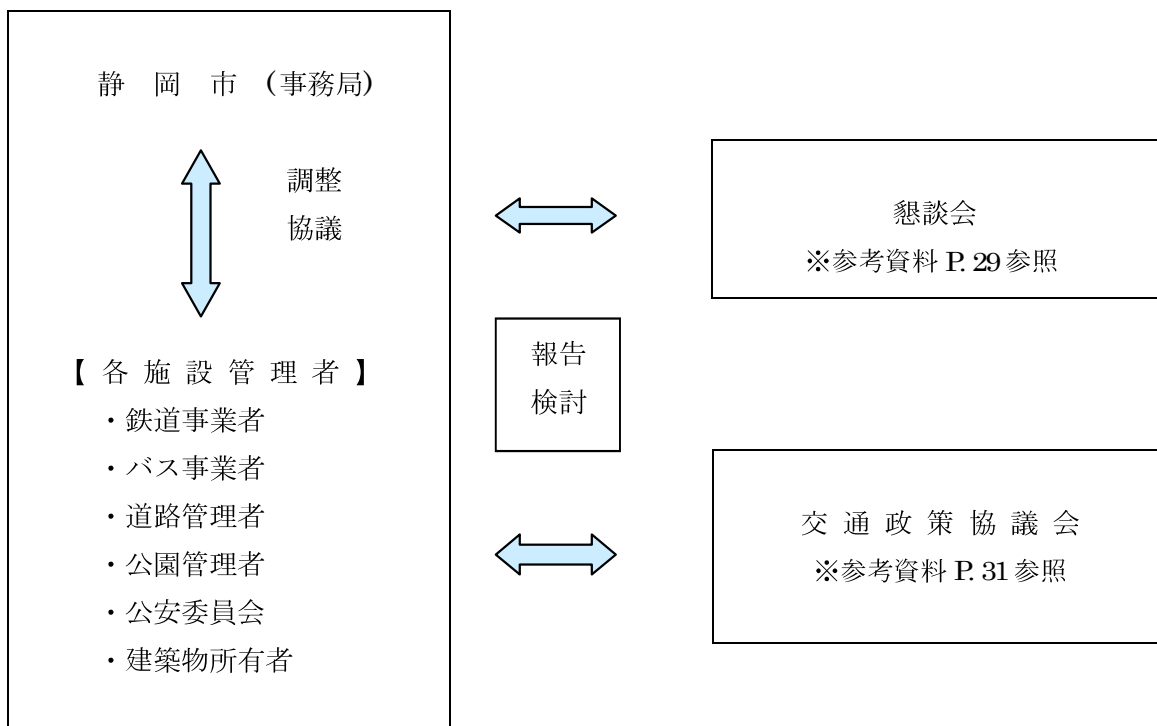 静 岡 市 (事務局)
調整
協議
【各施設管理者】
・鉄道事業者
・バス事業者
・道路管理者
・公園管理者
・公安委員会
・建築物所有者
報告
検討
懇談会
※参考資料 P. 29 参照
交通政策協議会
※参考資料 P. 31 参照